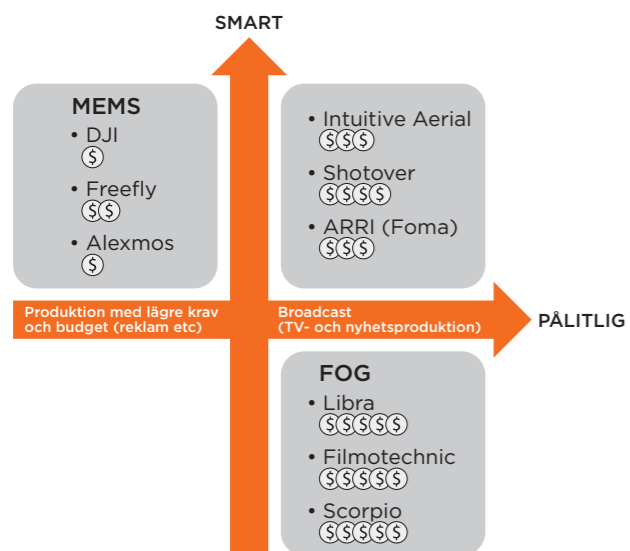 SMART
MEMS
• DJI
$
• Freefly
$$
• Alexmos
$
• Intuitive Aerial
$$$
• Shotover
$$$$
• ARRI (Foma)
$$$
Produktion med lägre krav
och budget (reklam etc)
Broadcast
(TV- och nyhetsproduktion)
PÅLITLIG
FOG
• Libra
$$$$$
• Filmotechnic
$$$$$
• Scorpio
$$$$$